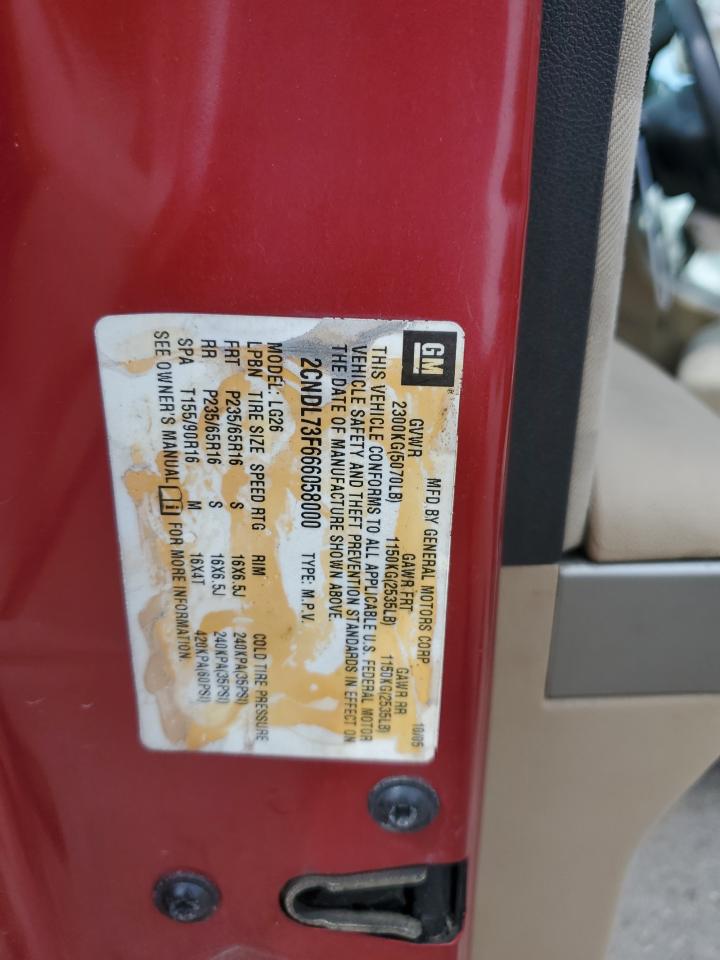 GM
MFD BY GENERAL MOTORS CORP. 10/05
GVWR GAWR FRT GAWR RR
2300KG(5070LB) 1150KG(2535LB) 1150KG(2535LB)
THIS VEHICLE CONFORMS TO ALL APPLICABLE U.S. FEDERAL MOTOR
VEHICLE SAFETY AND THEFT PREVENTION STANDARDS IN EFFECT ON
THE DATE OF MANUFACTURE SHOWN ABOVE.
2CNDL73F666058000 TYPE: M.P.V.
MODEL: LG26
LPBN TIRE SIZE SPEED RTG RIM COLD TIRE PRESSURE
FRT P235/65R16 S 16X6.5J 240KPA(35PSI)
RR P235/65R16 S 16X6.5J 240KPA(35PSI)
SPA T155/90R16 M 16X4T 420KPA(60PSI)
SEE OWNER'S MANUAL i FOR MORE INFORMATION